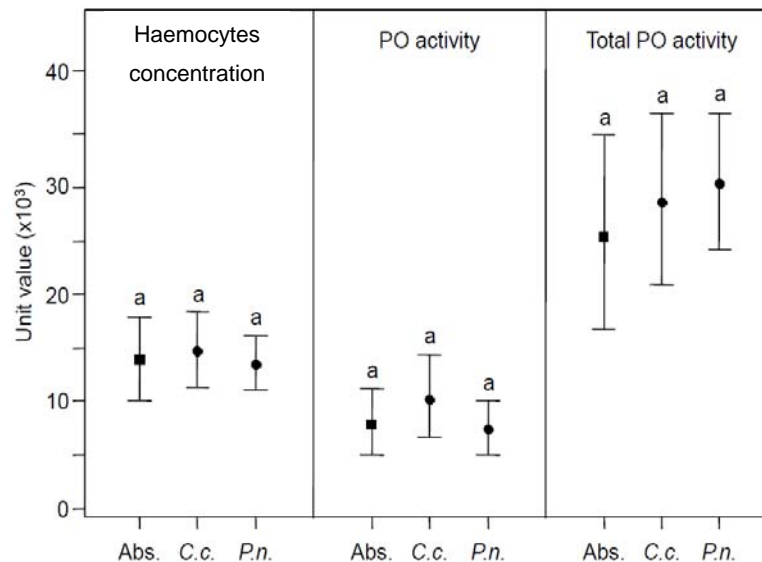 Haemocytes
concentration
PO activity
Total PO activity
Unit value (x10³)
40
30
20
10
0
a a a
a a a
a a a
Abs. C.c. P.n. Abs. C.c. P.n. Abs. C.c. P.n.